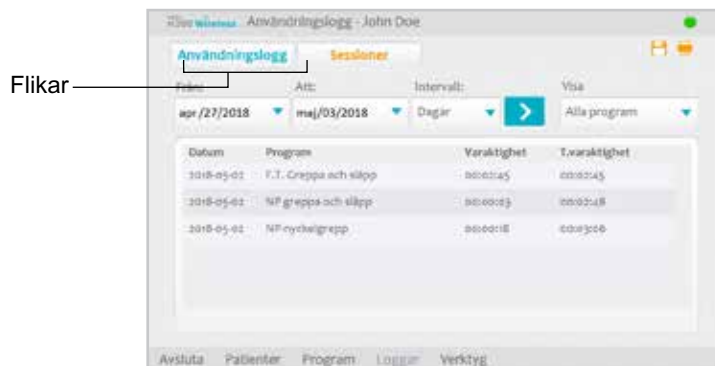 Wireless Användningslogg - John Doe
Användningslogg Sessioner
Flikar
Från: Att: Intervall: Visa
apr/27/2018 maj/03/2018 Dagar Alla program
Datum Program Varaktighet T.varaktighet
2018-05-02 F.T. Greppa och släpp 00:02:45 00:02:45
2018-05-02 NP greppa och släpp 00:00:03 00:02:48
2018-05-02 NP nyckelgrepp 00:00:18 00:03:06
Avsluta Patienter Program Loggar Verktyg